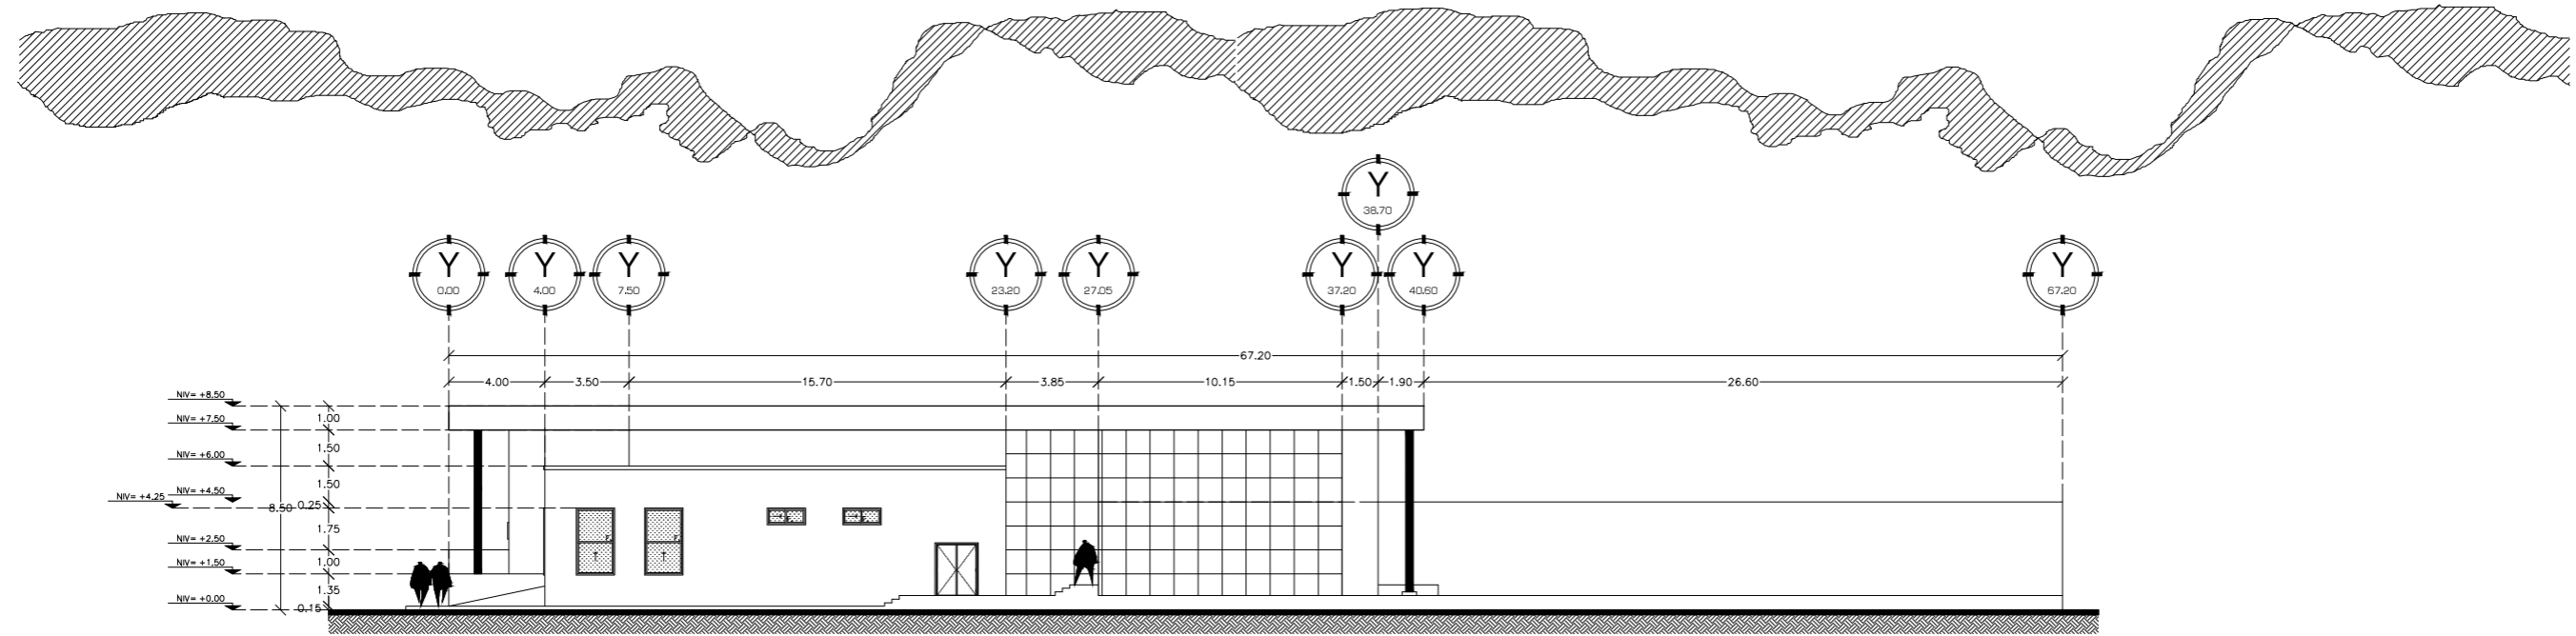 Y
38.70
Y
0.00
Y
4.00
Y
7.50
Y
23.20
Y
27.05
Y
37.20
Y
40.60
Y
67.20
67.20
4.00 3.50 15.70 3.85 10.15 1.50 1.90 26.60
NIV= +8,50
NIV= +7,50
NIV= +6,00
NIV= +4,50
NIV= +4,25
NIV= +2,50
NIV= +1,50
NIV= +0,00
8.50
1.00
1.50
1.50
0.25
1.75
1.00
1.35
0.15